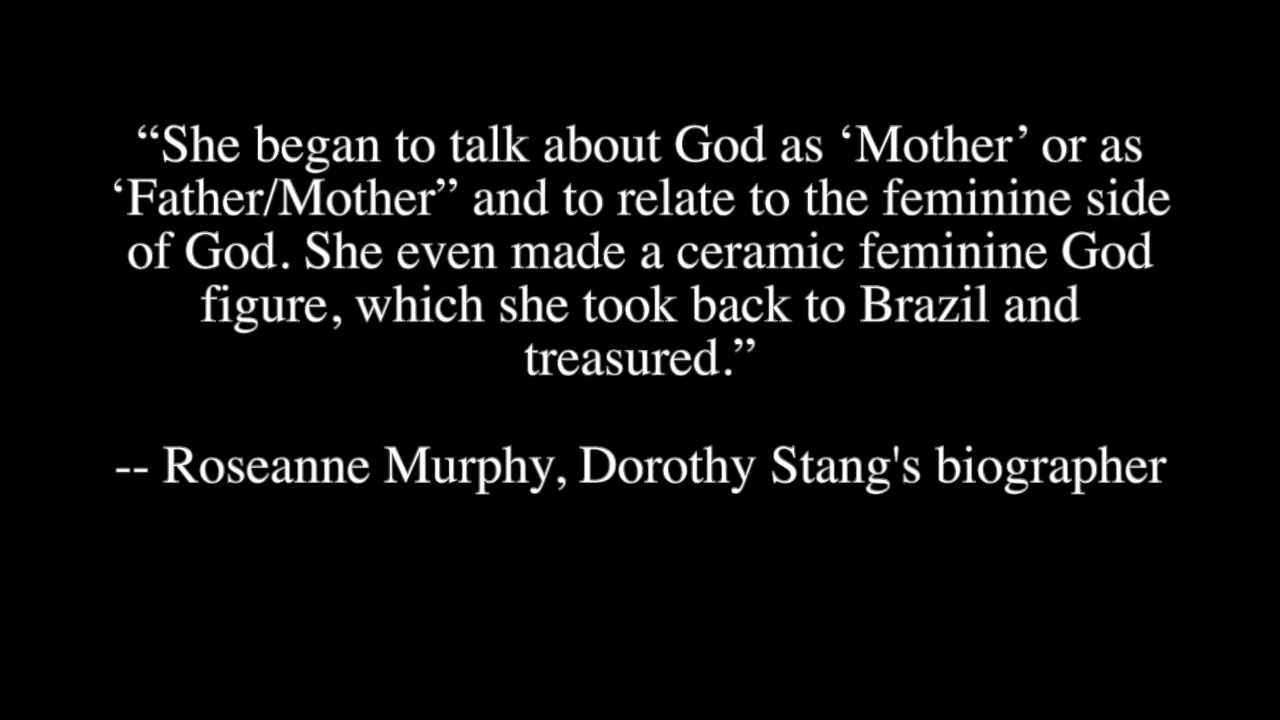 “She began to talk about God as ‘Mother’ or as
‘Father/Mother” and to relate to the feminine side
of God. She even made a ceramic feminine God
figure, which she took back to Brazil and
treasured.”
-- Roseanne Murphy, Dorothy Stang's biographer